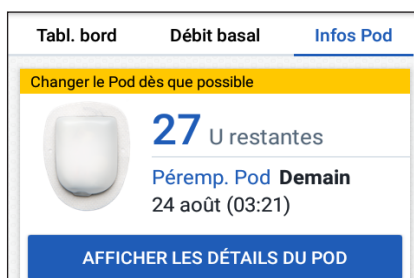 Tabl. bord Débit basal Infos Pod
Changer le Pod dès que possible
27 U restantes
Péremp. Pod Demain
24 août (03:21)
AFFICHER LES DÉTAILS DU POD